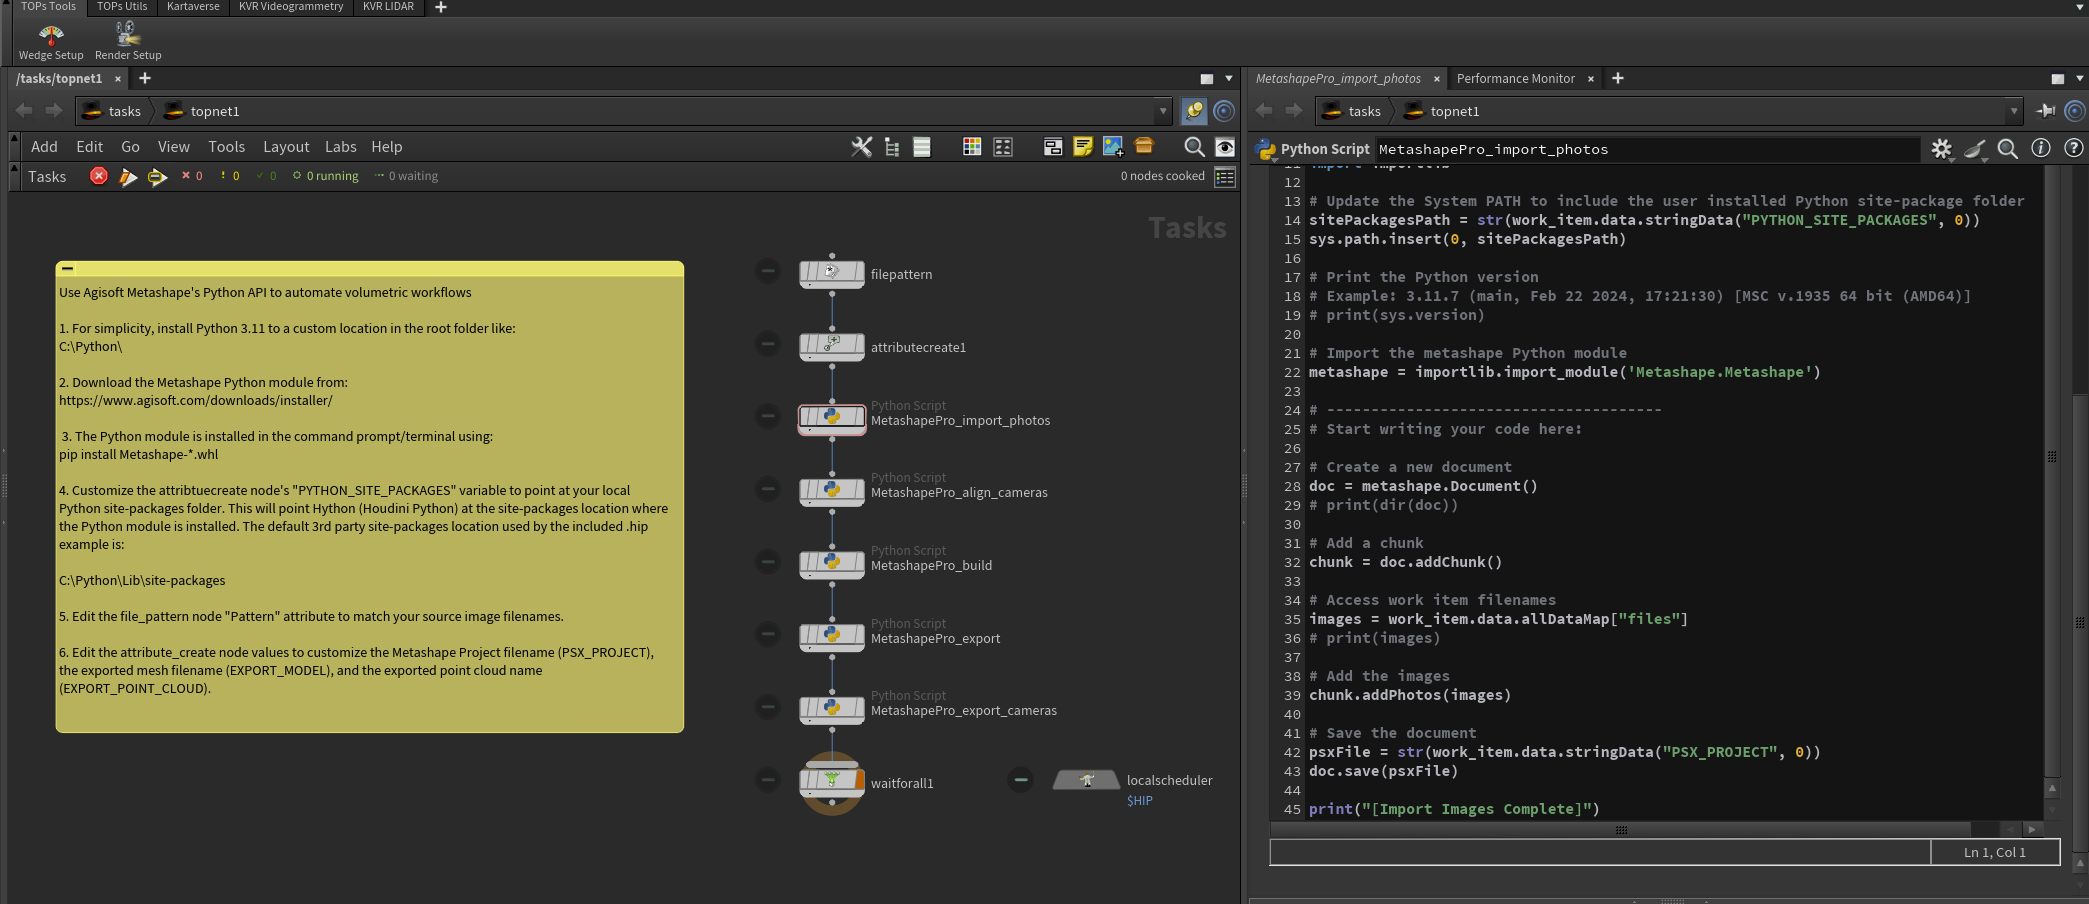 TOPs Tools TOPs Utils Kartaverse KVR Videogrammetry KVR LIDAR
Wedge Setup Render Setup
/tasks/topnet1
tasks topnet1
Add Edit Go View Tools Layout Labs Help
Tasks 0 0 0 0 running 0 waiting 0 nodes cooked
Tasks
Use Agisoft Metashape's Python API to automate volumetric workflows
1. For simplicity, install Python 3.11 to a custom location in the root folder like:
C:\Python\
2. Download the Metashape Python module from:
https://www.agisoft.com/downloads/installer/
3. The Python module is installed in the command prompt/terminal using:
pip install Metashape-*.whl
4. Customize the attribtuecreate node's "PYTHON_SITE_PACKAGES" variable to point at your local
Python site-packages folder. This will point Hython (Houdini Python) at the site-packages location where
the Python module is installed. The default 3rd party site-packages location used by the included .hip
example is:
C:\Python\Lib\site-packages
5. Edit the file_pattern node "Pattern" attribute to match your source image filenames.
6. Edit the attribute_create node values to customize the Metashape Project filename (PSX_PROJECT),
the exported mesh filename (EXPORT_MODEL), and the exported point cloud name
(EXPORT_POINT_CLOUD).
filepattern
attributecreate1
Python Script
MetashapePro_import_photos
Python Script
MetashapePro_align_cameras
Python Script
MetashapePro_build
Python Script
MetashapePro_export
Python Script
MetashapePro_export_cameras
waitforall1
localscheduler
$HIP
MetashapePro_import_photos Performance Monitor
tasks topnet1
Python Script MetashapePro_import_photos
11 import importlib
12
13 # Update the System PATH to include the user installed Python site-package folder
14 sitePackagesPath = str(work_item.data.stringData("PYTHON_SITE_PACKAGES", 0))
15 sys.path.insert(0, sitePackagesPath)
16
17 # Print the Python version
18 # Example: 3.11.7 (main, Feb 22 2024, 17:21:30) [MSC v.1935 64 bit (AMD64)]
19 # print(sys.version)
20
21 # Import the metashape Python module
22 metashape = importlib.import_module('Metashape.Metashape')
23
24 # --------------------------------------
25 # Start writing your code here:
26
27 # Create a new document
28 doc = metashape.Document()
29 # print(dir(doc))
30
31 # Add a chunk
32 chunk = doc.addChunk()
33
34 # Access work item filenames
35 images = work_item.data.allDataMap["files"]
36 # print(images)
37
38 # Add the images
39 chunk.addPhotos(images)
40
41 # Save the document
42 psxFile = str(work_item.data.stringData("PSX_PROJECT", 0))
43 doc.save(psxFile)
44
45 print("[Import Images Complete]")
Ln 1, Col 1